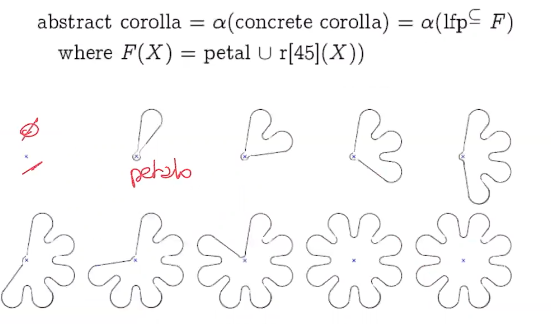 abstract corolla = α(concrete corolla) = α(lfp⊆ F)
where F(X) = petal ∪ r[45](X))
∅
petalo